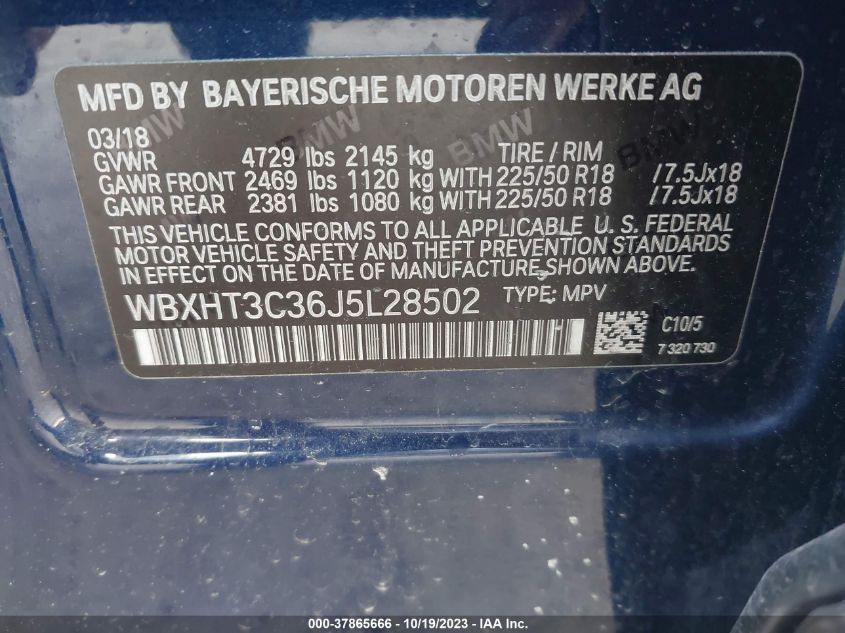 MFD BY BAYERISCHE MOTOREN WERKE AG
03/18
GVWR 4729 lbs 2145 kg TIRE / RIM
GAWR FRONT 2469 lbs 1120 kg WITH 225/50 R18 / 7.5Jx18
GAWR REAR 2381 lbs 1080 kg WITH 225/50 R18 / 7.5Jx18
THIS VEHICLE CONFORMS TO ALL APPLICABLE U. S. FEDERAL
MOTOR VEHICLE SAFETY AND THEFT PREVENTION STANDARDS
IN EFFECT ON THE DATE OF MANUFACTURE SHOWN ABOVE.
WBXHT3C36J5L28502 TYPE: MPV
C10/5
7 320 730
BMW
BMW
BMW
BMW
000-37865666 - 10/19/2023 - IAA Inc.